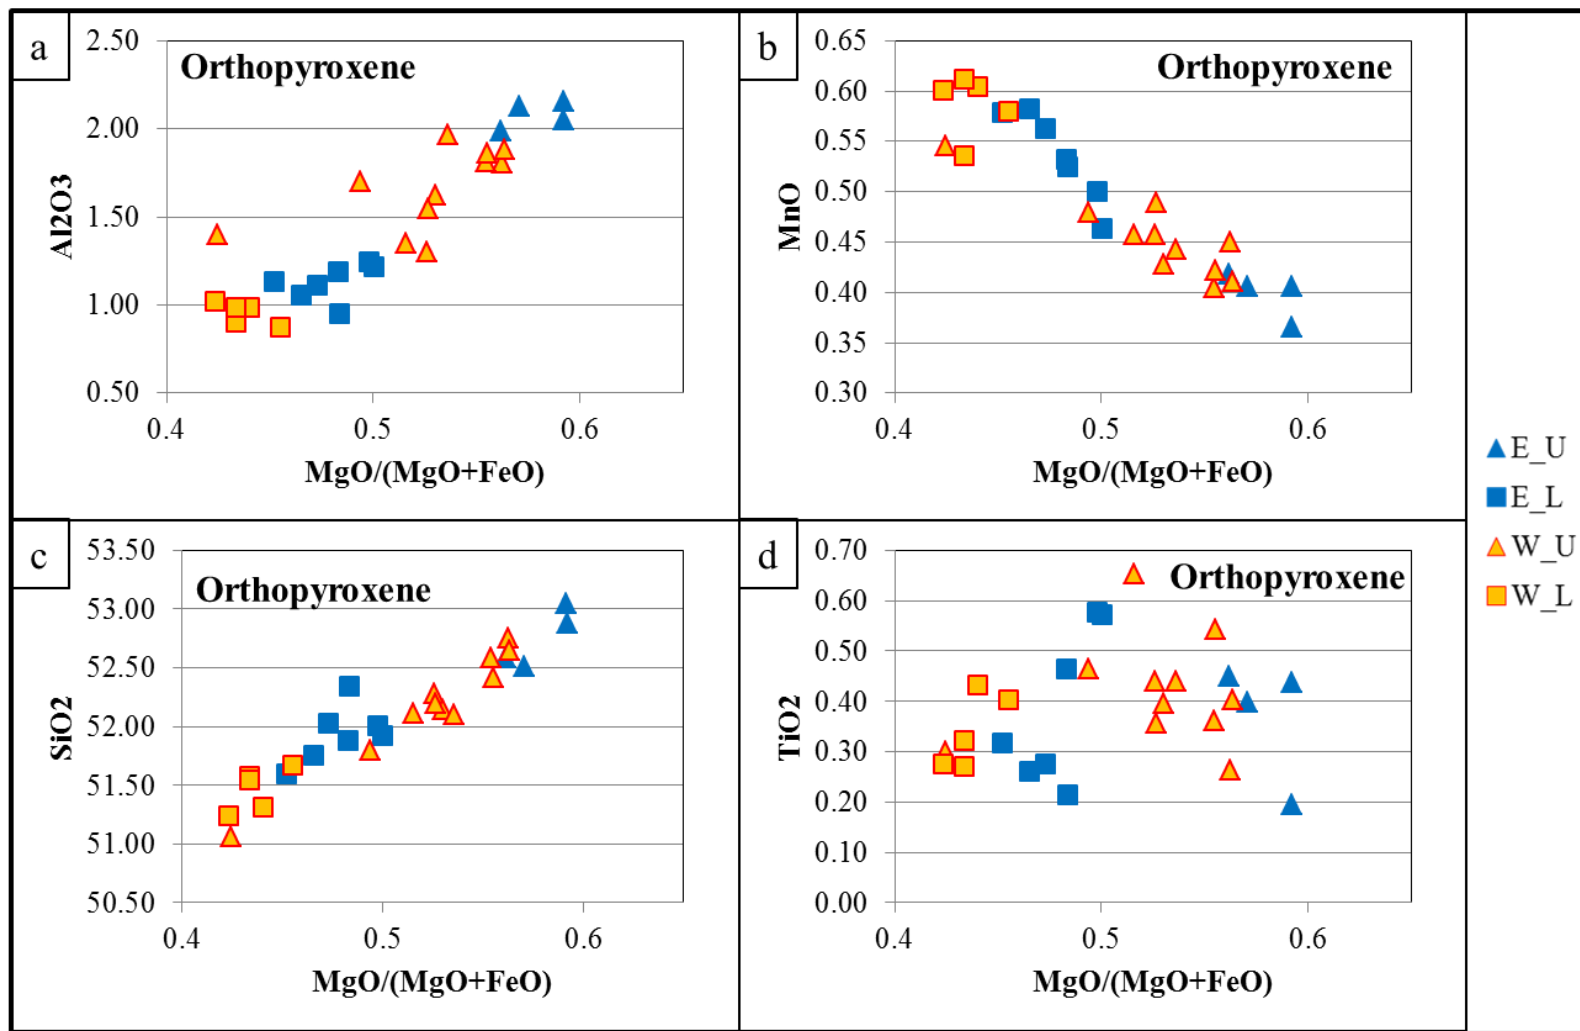 a
Orthopyroxene
2.50
2.00
1.50
1.00
0.50
Al2O3
0.4
0.5
0.6
MgO/(MgO+FeO)
b
Orthopyroxene
0.65
0.60
0.55
0.50
0.45
0.40
0.35
0.30
MnO
0.4
0.5
0.6
MgO/(MgO+FeO)
c
Orthopyroxene
53.50
53.00
52.50
52.00
51.50
51.00
50.50
SiO2
0.4
0.5
0.6
MgO/(MgO+FeO)
d
Orthopyroxene
0.70
0.60
0.50
0.40
0.30
0.20
0.10
0.00
TiO2
0.4
0.5
0.6
MgO/(MgO+FeO)
E_U
E_L
W_U
W_L